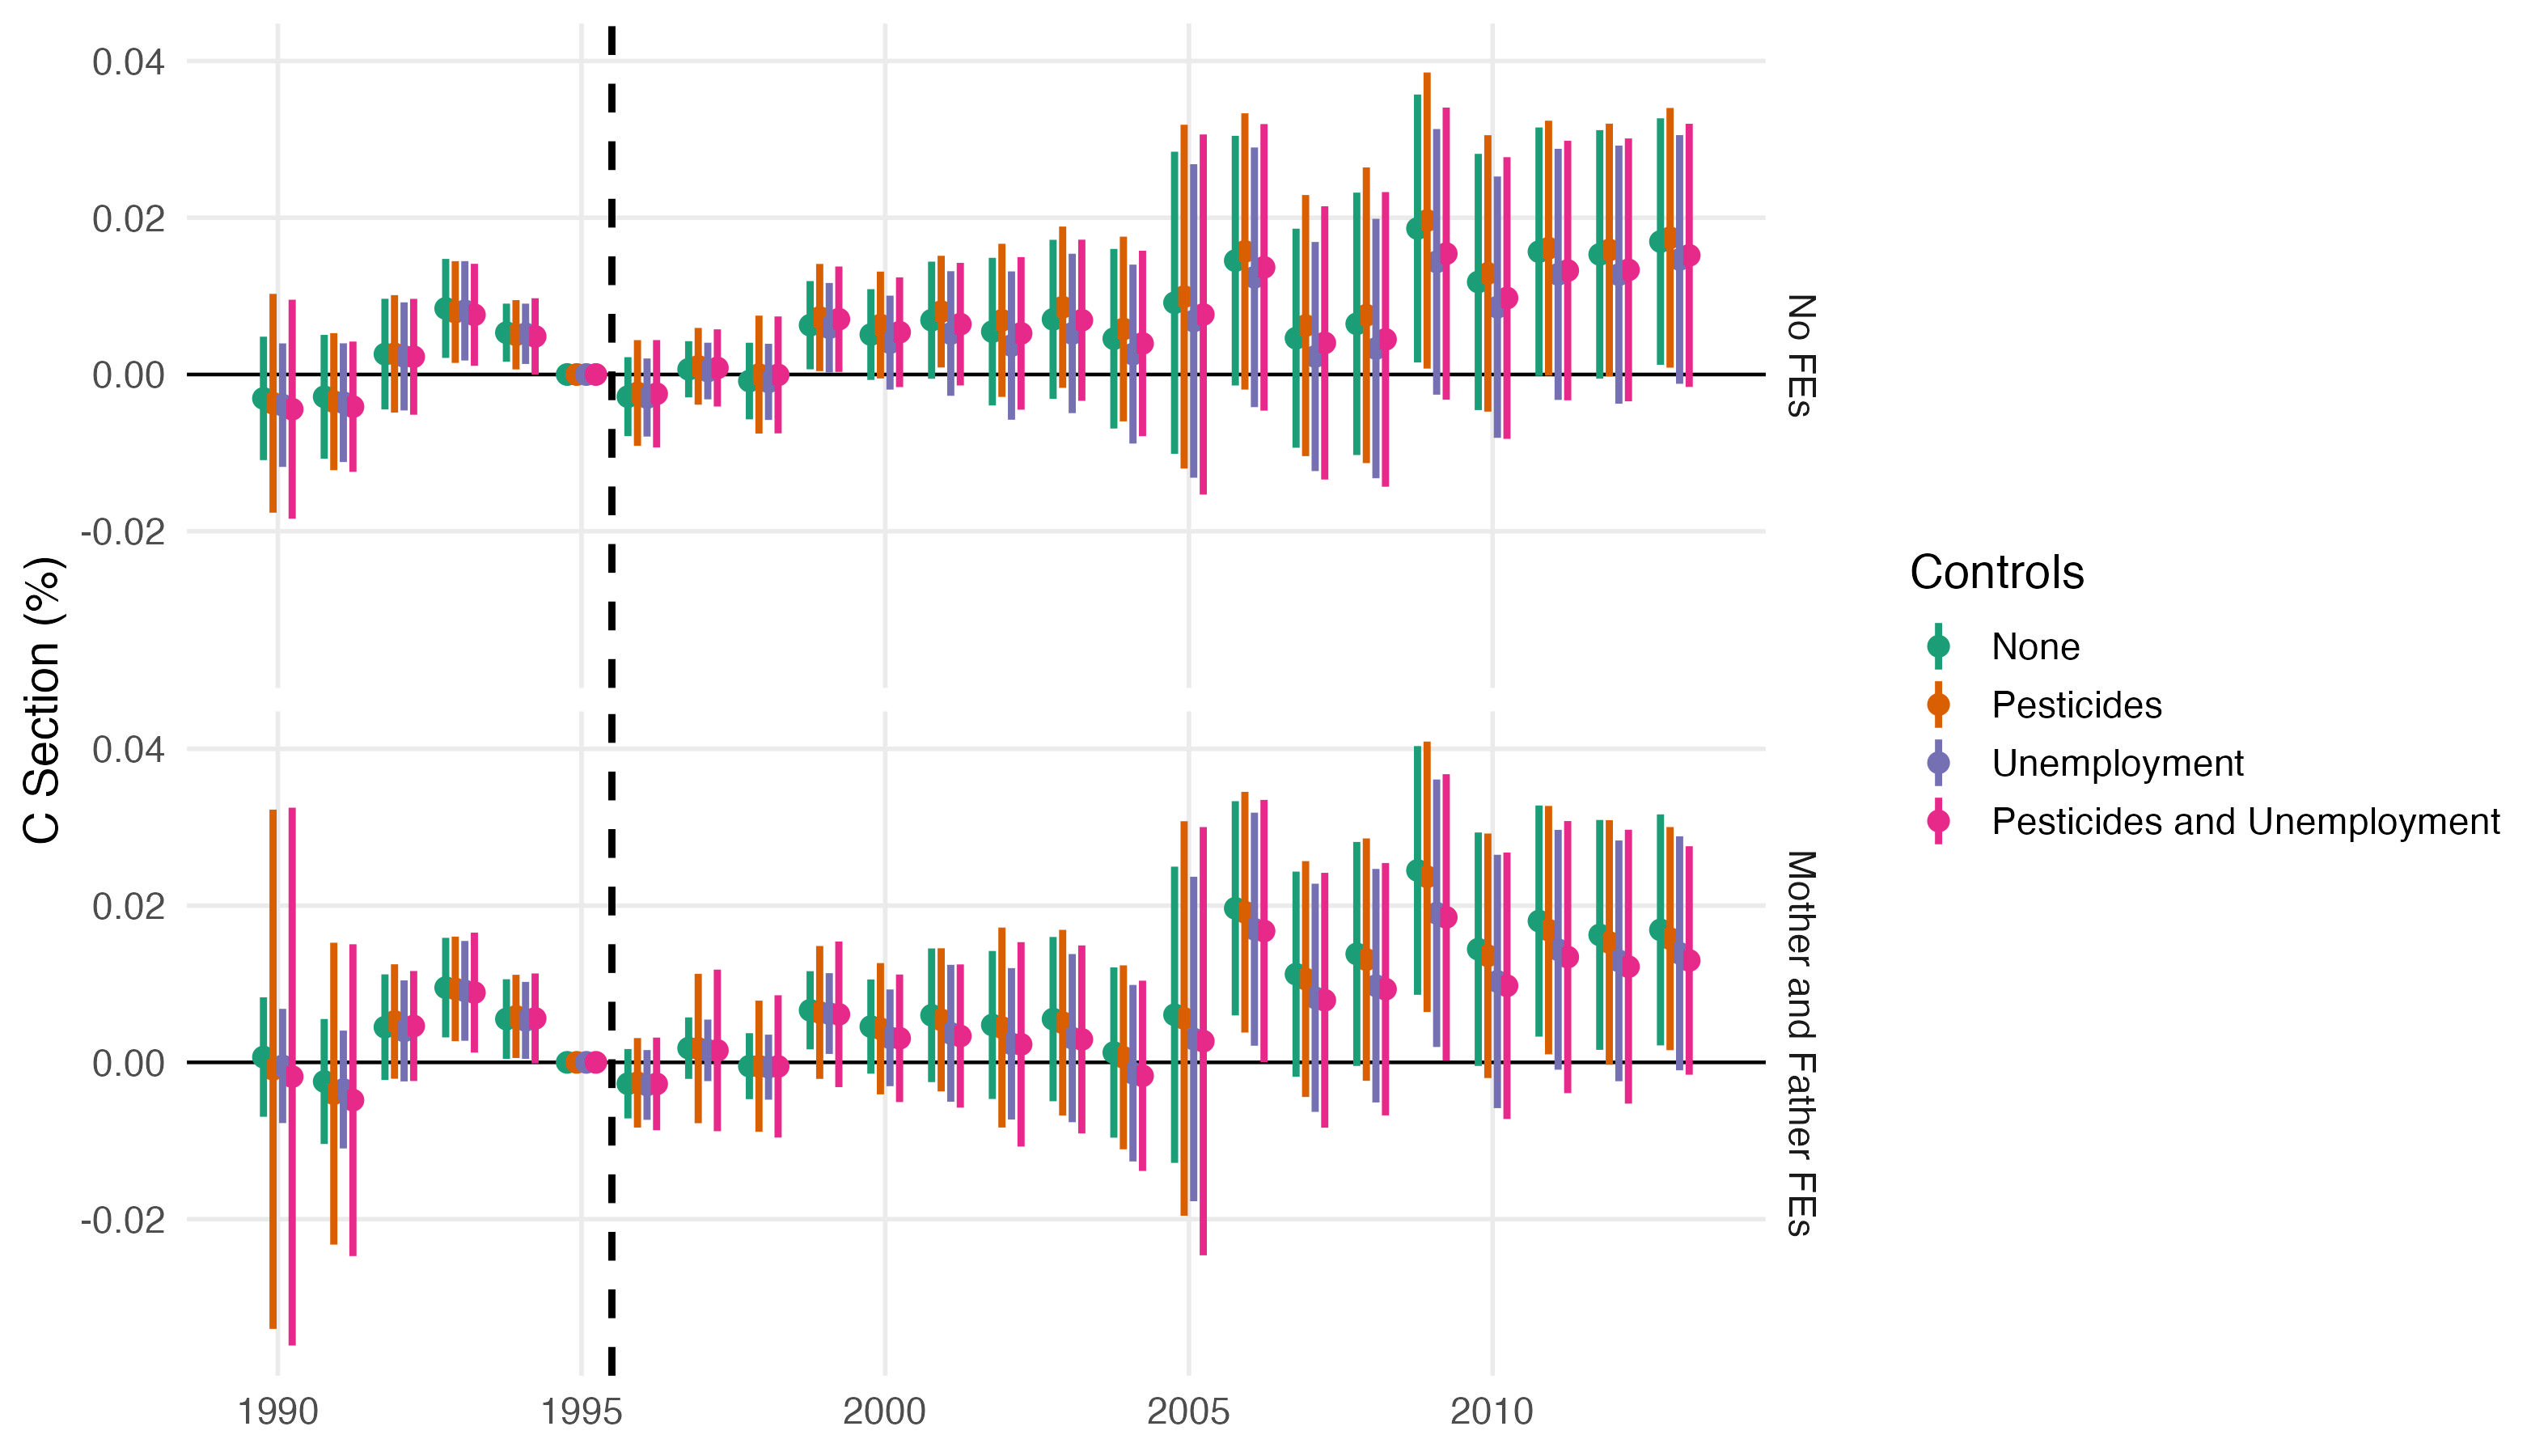 C Section (%)
0.04
0.02
0.00
-0.02
No FEs
0.04
0.02
0.00
-0.02
Mother and Father FEs
1990
1995
2000
2005
2010
Controls
None
Pesticides
Unemployment
Pesticides and Unemployment